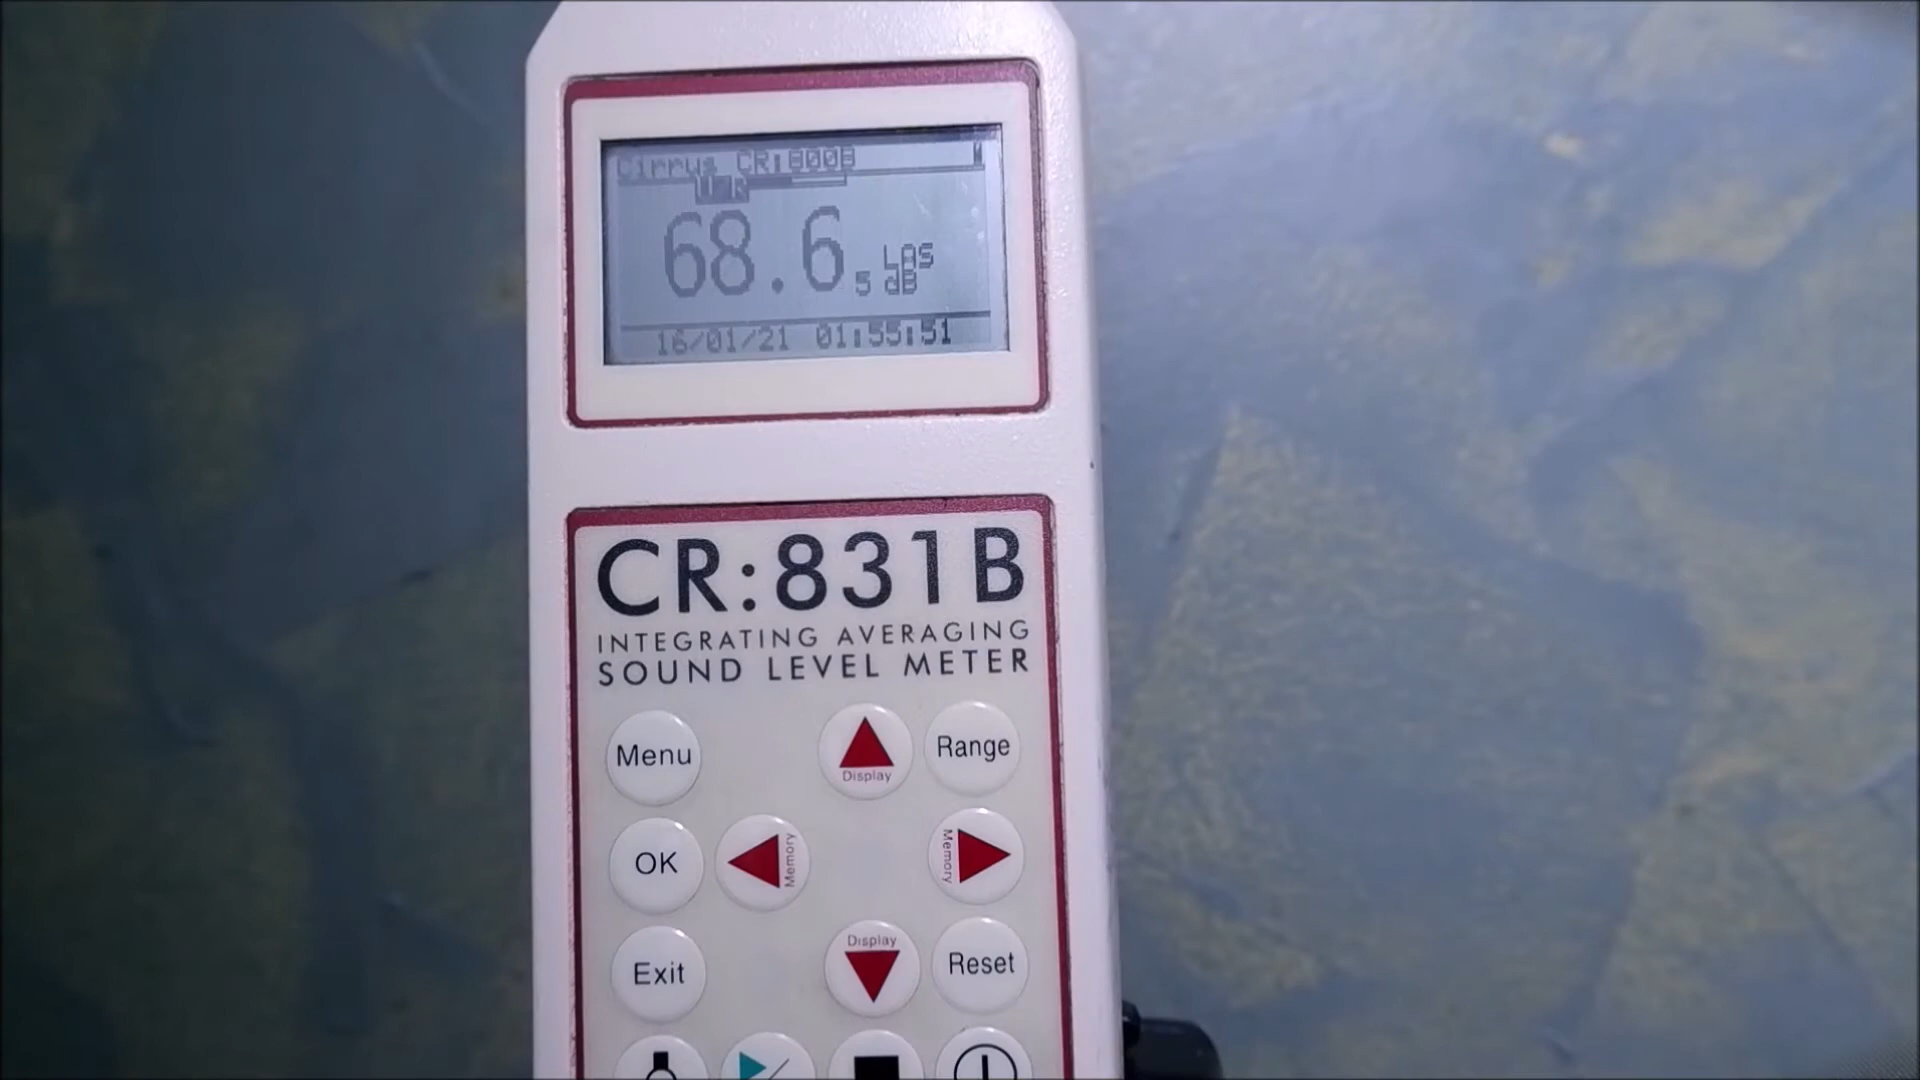 Cirrus CR:800B
U/R
68.6 LAS
5 dB
16/01/21 01:55:51
CR:831B
INTEGRATING AVERAGING
SOUND LEVEL METER
Menu
Display
Range
OK
Memory
Memory
Exit
Display
Reset